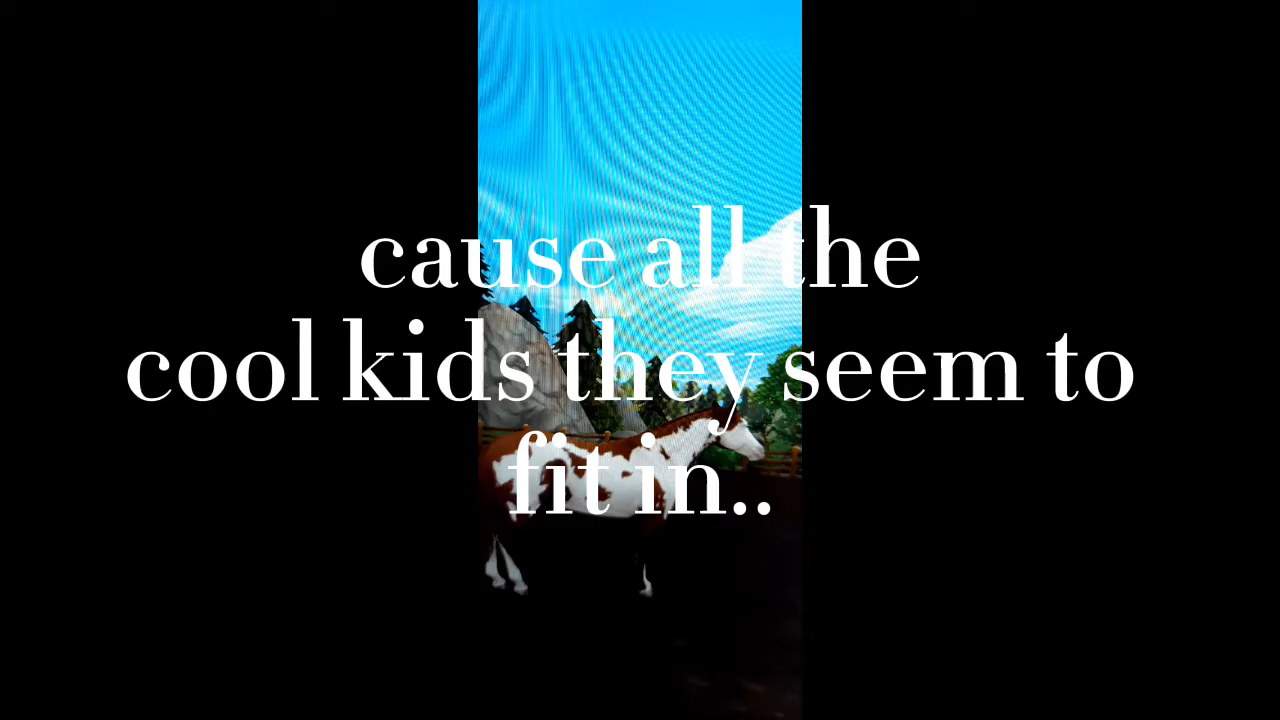 cause all the
cool kids they seem to
fit in..